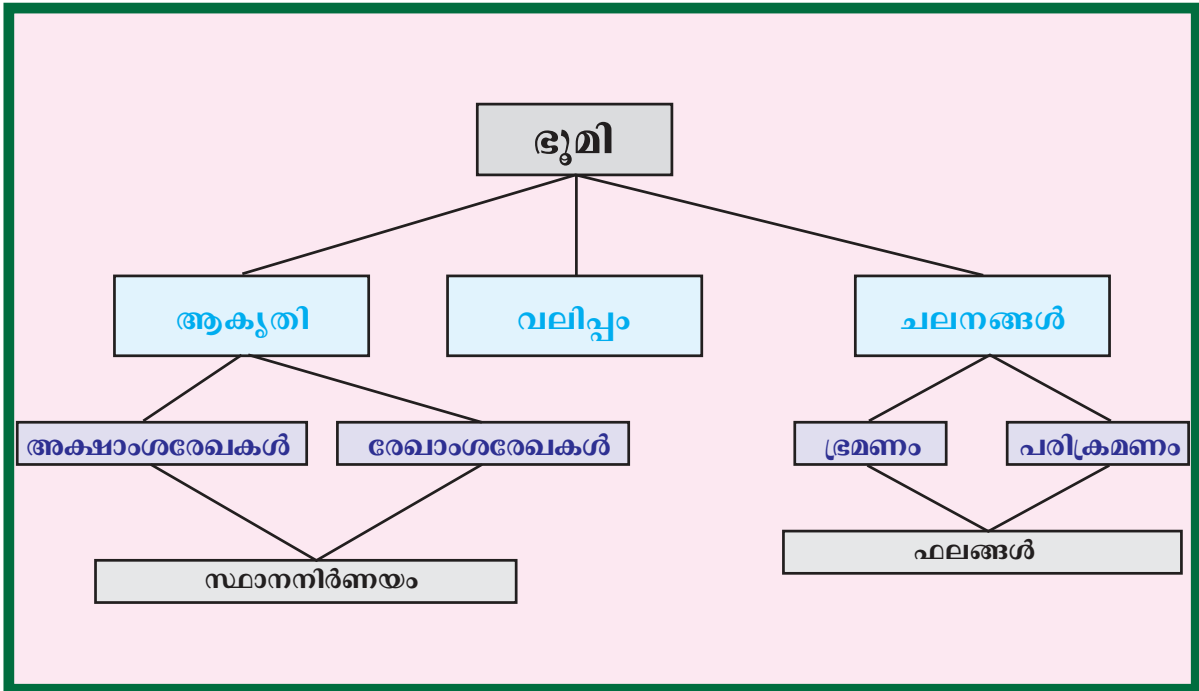 ഭൂമി
ആകൃതി
വലിപ്പം
ചലനങ്ങൾ
അക്ഷാംശരേഖകൾ
രേഖാംശരേഖകൾ
ഭ്രമണം
പരിക്രമണം
സ്ഥാനനിർണയം
ഫലങ്ങൾ